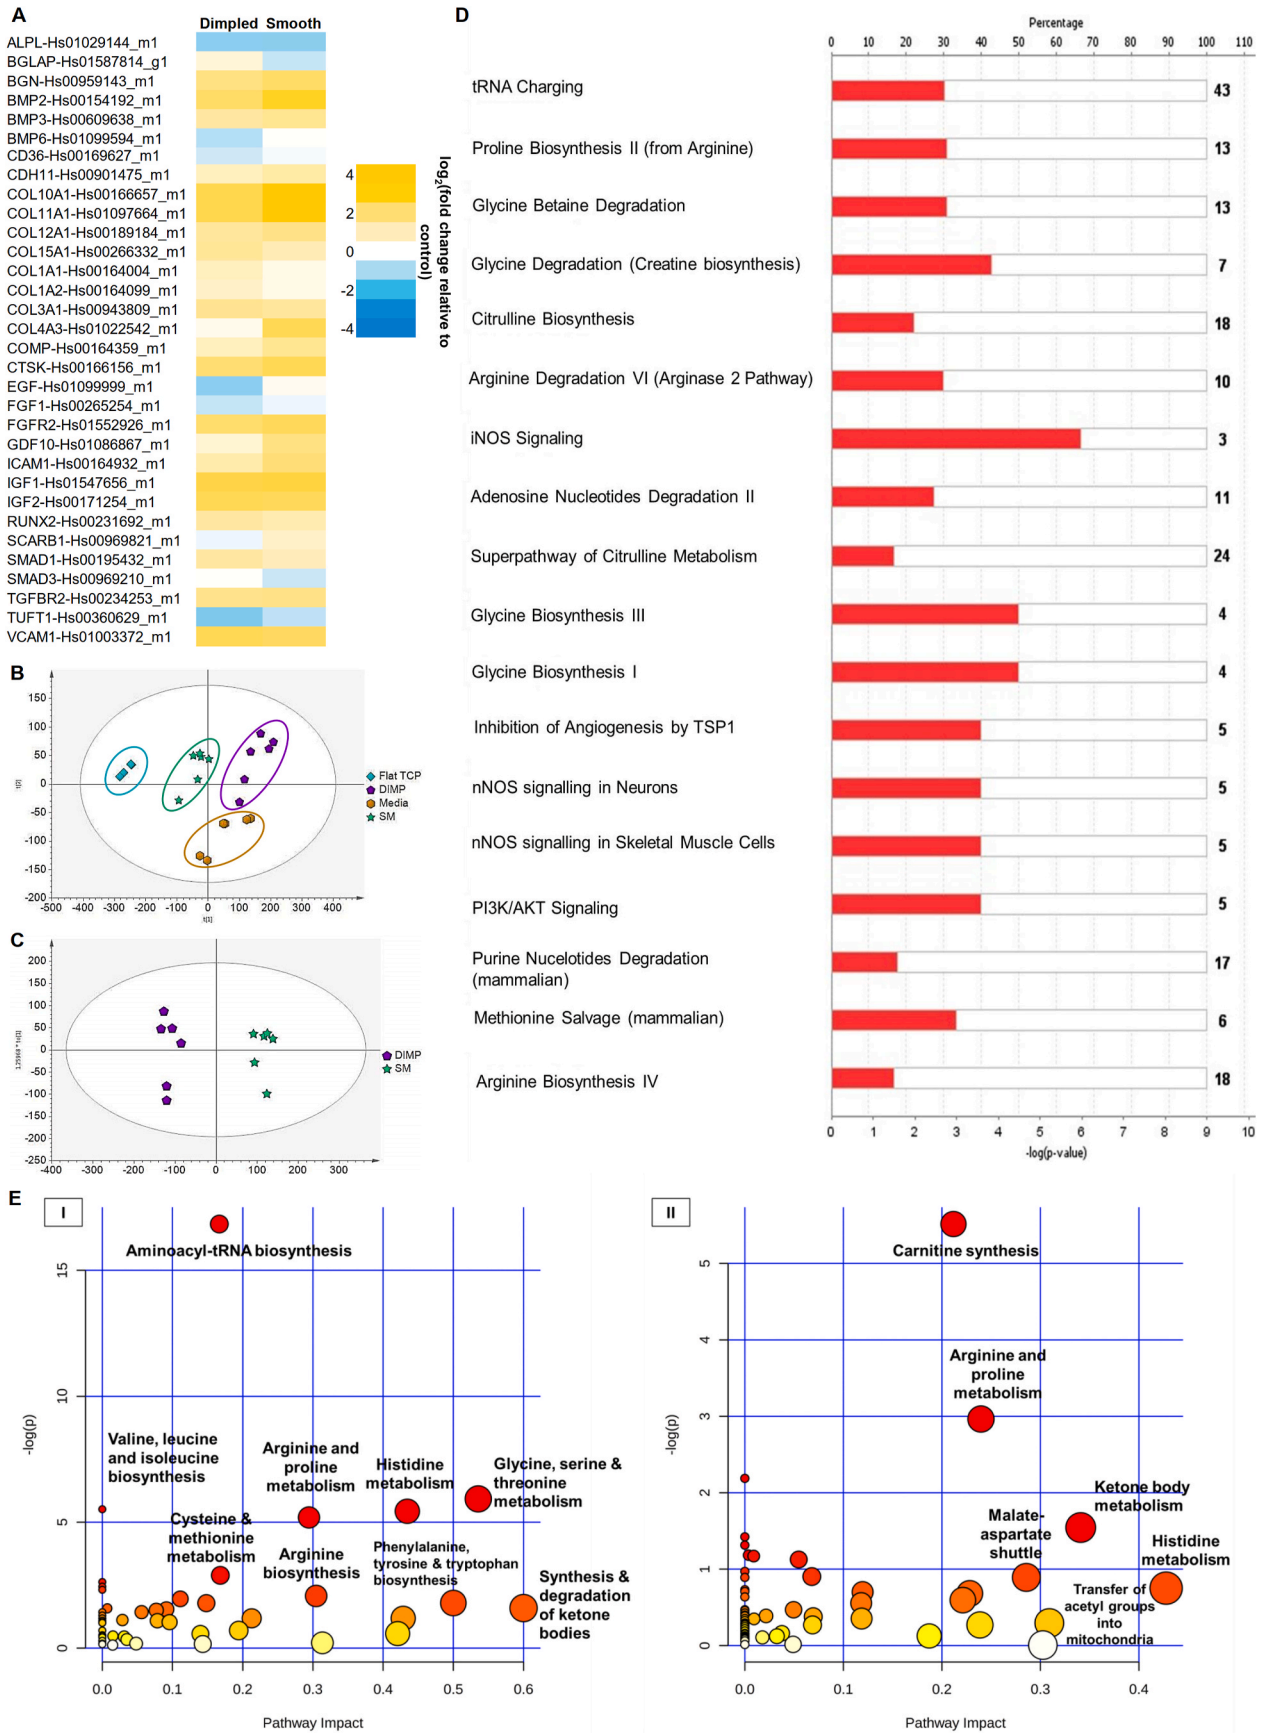 A
Dimpled Smooth
ALPL-Hs01029144_m1
BGLAP-Hs01587814_g1
BGN-Hs00959143_m1
BMP2-Hs00154192_m1
BMP3-Hs00609638_m1
BMP6-Hs01099594_m1
CD36-Hs00169627_m1
CDH11-Hs00901475_m1
COL10A1-Hs00166657_m1
COL11A1-Hs01097664_m1
COL12A1-Hs00189184_m1
COL15A1-Hs00266332_m1
COL1A1-Hs00164004_m1
COL1A2-Hs00164099_m1
COL3A1-Hs00943809_m1
COL4A3-Hs01022542_m1
COMP-Hs00164359_m1
CTSK-Hs00166156_m1
EGF-Hs01099999_m1
FGF1-Hs00265254_m1
FGFR2-Hs01552926_m1
GDF10-Hs01086867_m1
ICAM1-Hs00164932_m1
IGF1-Hs01547656_m1
IGF2-Hs00171254_m1
RUNX2-Hs00231692_m1
SCARB1-Hs00969821_m1
SMAD1-Hs00195432_m1
SMAD3-Hs00969210_m1
TGFBR2-Hs00234253_m1
TUFT1-Hs00360629_m1
VCAM1-Hs01003372_m1
4
2
0
-2
-4
log2(fold change relative to
control)
B
150
100
50
0
-50
-100
-150
-200
-500 -400 -300 -200 -100 0 100 200 300 400
t[2]
t[1]
Flat TCP
DIMP
Media
SM
C
200
150
100
50
0
-50
-100
-150
-200
-250
-400 -300 -200 -100 0 100 200 300
DIMP
SM
D
Percentage
0 10 20 30 40 50 60 70 80 90 100 110
tRNA Charging 43
Proline Biosynthesis II (from Arginine) 13
Glycine Betaine Degradation 13
Glycine Degradation (Creatine biosynthesis) 7
Citrulline Biosynthesis 18
Arginine Degradation VI (Arginase 2 Pathway) 10
iNOS Signaling 3
Adenosine Nucleotides Degradation II 11
Superpathway of Citrulline Metabolism 24
Glycine Biosynthesis III 4
Glycine Biosynthesis I 4
Inhibition of Angiogenesis by TSP1 5
nNOS signalling in Neurons 5
nNOS signalling in Skeletal Muscle Cells 5
PI3K/AKT Signaling 5
Purine Nucelotides Degradation 17
(mammalian)
Methionine Salvage (mammalian) 6
Arginine Biosynthesis IV 18
0 1 2 3 4 5 6 7 8 9 10
-log(p-value)
E
I
Aminoacyl-tRNA biosynthesis
Valine, leucine
and isoleucine
biosynthesis
Cysteine &
methionine
metabolism
Arginine and
proline
metabolism
Histidine
metabolism
Glycine, serine &
threonine
metabolism
Arginine
biosynthesis
Phenylalanine,
tyrosine & tryptophan
biosynthesis
Synthesis &
degradation
of ketone
bodies
15
10
5
0
-log(p)
0.0 0.1 0.2 0.3 0.4 0.5 0.6
Pathway Impact
II
Carnitine synthesis
Arginine and
proline
metabolism
Ketone body
metabolism
Malate-
aspartate
shuttle
Histidine
metabolism
Transfer of
acetyl groups
into
mitochondria
5
4
3
2
1
0
-log(p)
0.0 0.1 0.2 0.3 0.4
Pathway Impact